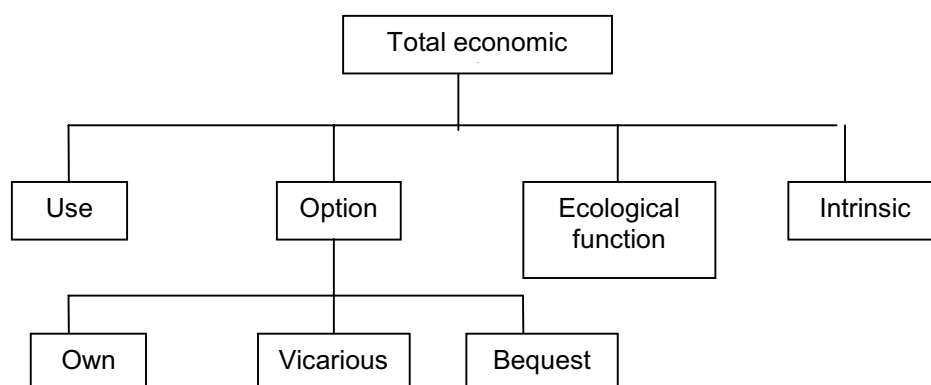 Total economic
Use
Option
Ecological
function
Intrinsic
Own
Vicarious
Bequest